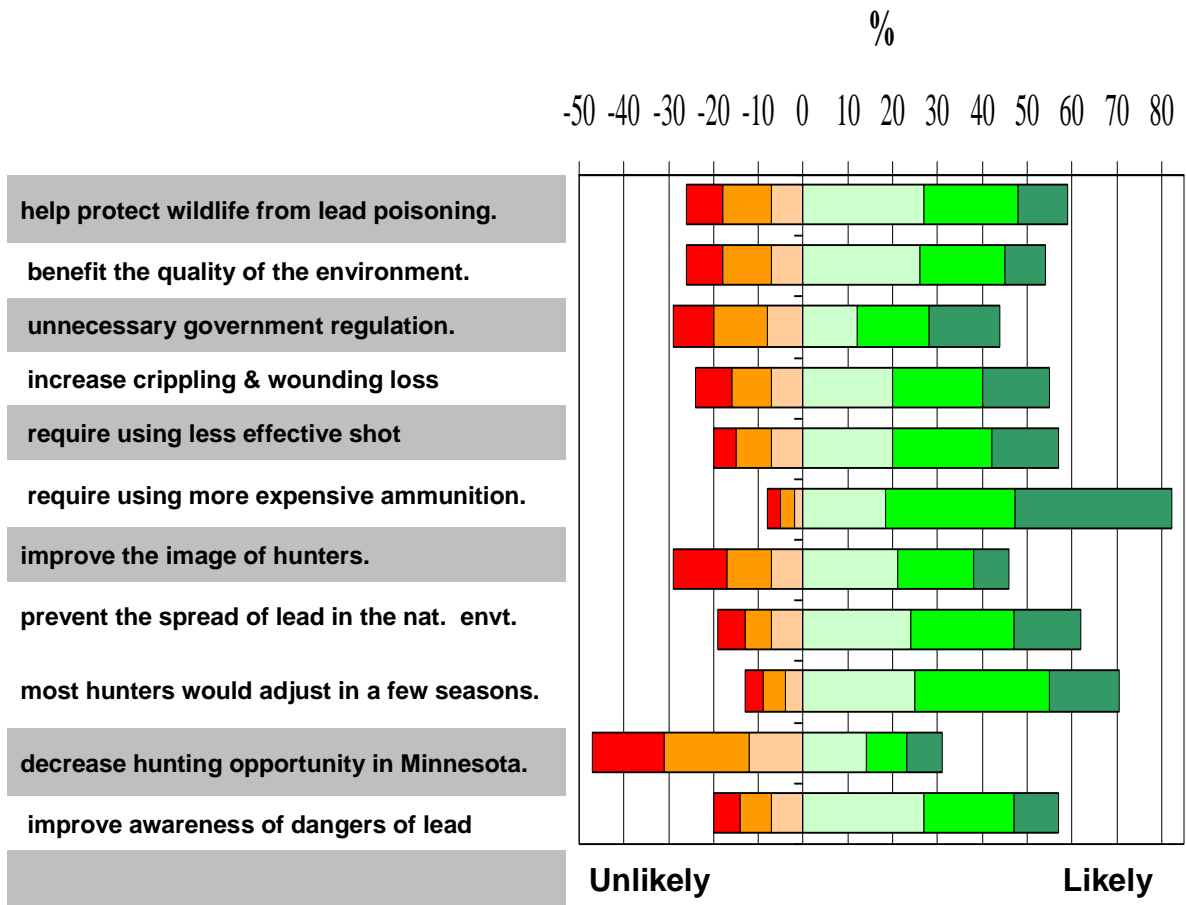 %
-50 -40 -30 -20 -10 0 10 20 30 40 50 60 70 80
help protect wildlife from lead poisoning.
benefit the quality of the environment.
unnecessary government regulation.
increase crippling & wounding loss
require using less effective shot
require using more expensive ammunition.
improve the image of hunters.
prevent the spread of lead in the nat. envt.
most hunters would adjust in a few seasons.
decrease hunting opportunity in Minnesota.
improve awareness of dangers of lead
Unlikely Likely